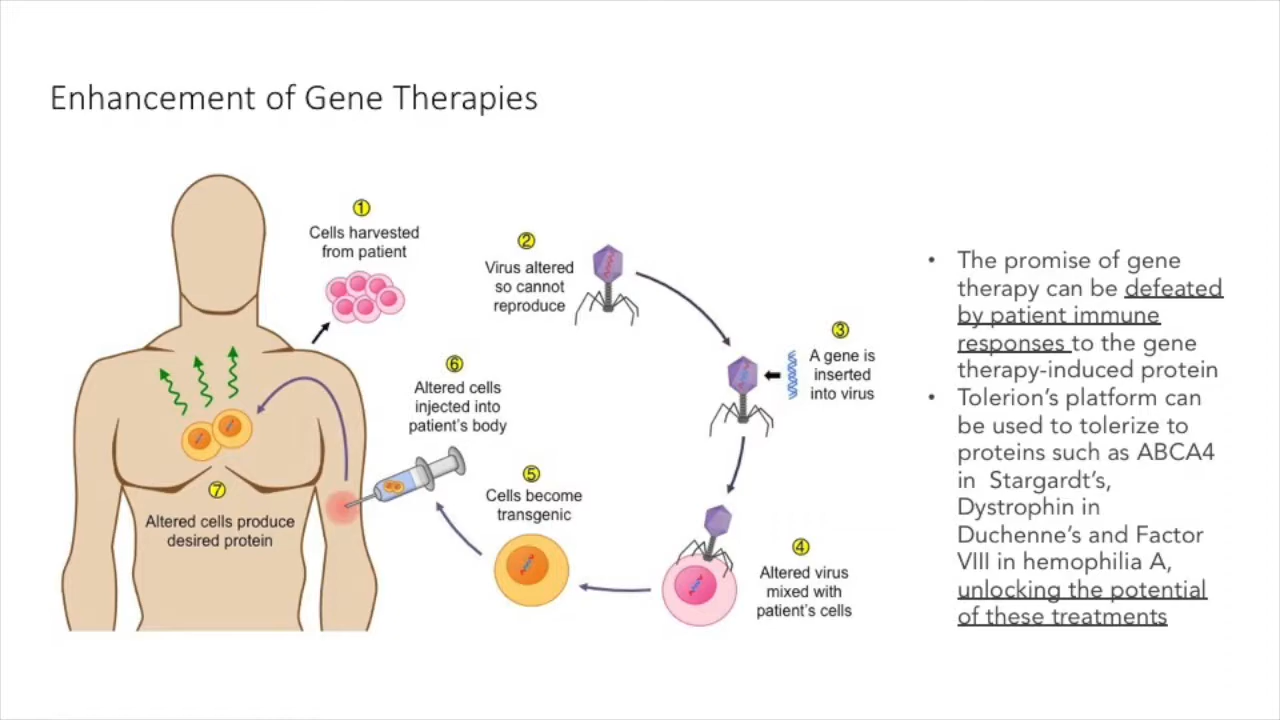 Enhancement of Gene Therapies
1
Cells harvested
from patient
2
Virus altered
so cannot
reproduce
3
A gene is
inserted
into virus
4
Altered virus
mixed with
patient's cells
5
Cells become
transgenic
6
Altered cells
injected into
patient's body
7
Altered cells produce
desired protein
• The promise of gene
therapy can be defeated
by patient immune
responses to the gene
therapy-induced protein
• Tolerion's platform can
be used to tolerize to
proteins such as ABCA4
in Stargardt's,
Dystrophin in
Duchenne's and Factor
VIII in hemophilia A,
unlocking the potential
of these treatments